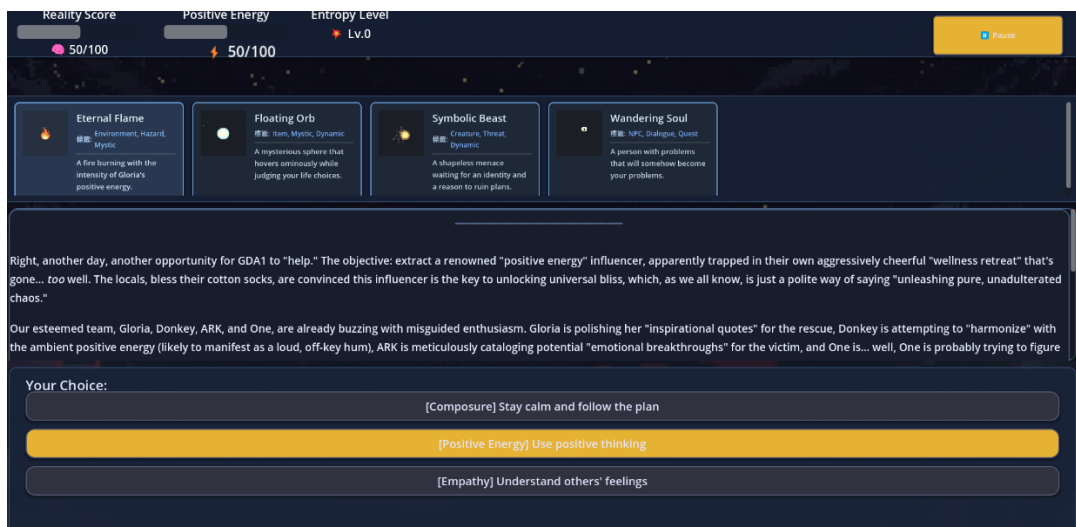 Reality Score
Positive Energy
Entropy Level
50/100
50/100
Lv.0
Pause
Eternal Flame
標籤: Environment, Hazard,
Mystic
A fire burning with the
intensity of Gloria's
positive energy.
Floating Orb
標籤: Item, Mystic, Dynamic
A mysterious sphere that
hovers ominously while
judging your life choices.
Symbolic Beast
標籤: Creature, Threat,
Dynamic
A shapeless menace
waiting for an identity and
a reason to ruin plans.
Wandering Soul
標籤: NPC, Dialogue, Quest
A person with problems
that will somehow become
your problems.
Right, another day, another opportunity for GDA1 to "help." The objective: extract a renowned "positive energy" influencer, apparently trapped in their own aggressively cheerful "wellness retreat" that's
gone... too well. The locals, bless their cotton socks, are convinced this influencer is the key to unlocking universal bliss, which, as we all know, is just a polite way of saying "unleashing pure, unadulterated
chaos."
Our esteemed team, Gloria, Donkey, ARK, and One, are already buzzing with misguided enthusiasm. Gloria is polishing her "inspirational quotes" for the rescue, Donkey is attempting to "harmonize" with
the ambient positive energy (likely to manifest as a loud, off-key hum), ARK is meticulously cataloging potential "emotional breakthroughs" for the victim, and One is... well, One is probably trying to figure
Your Choice:
[Composure] Stay calm and follow the plan
[Positive Energy] Use positive thinking
[Empathy] Understand others' feelings